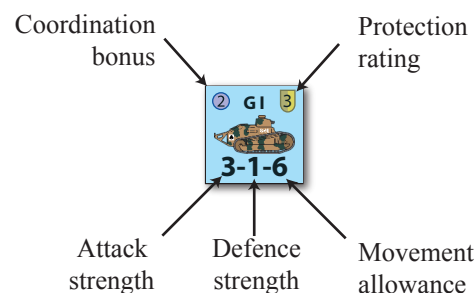 Coordination
bonus
Protection
rating
2 G I 3
3-1-6
Attack
strength
Defence
strength
Movement
allowance